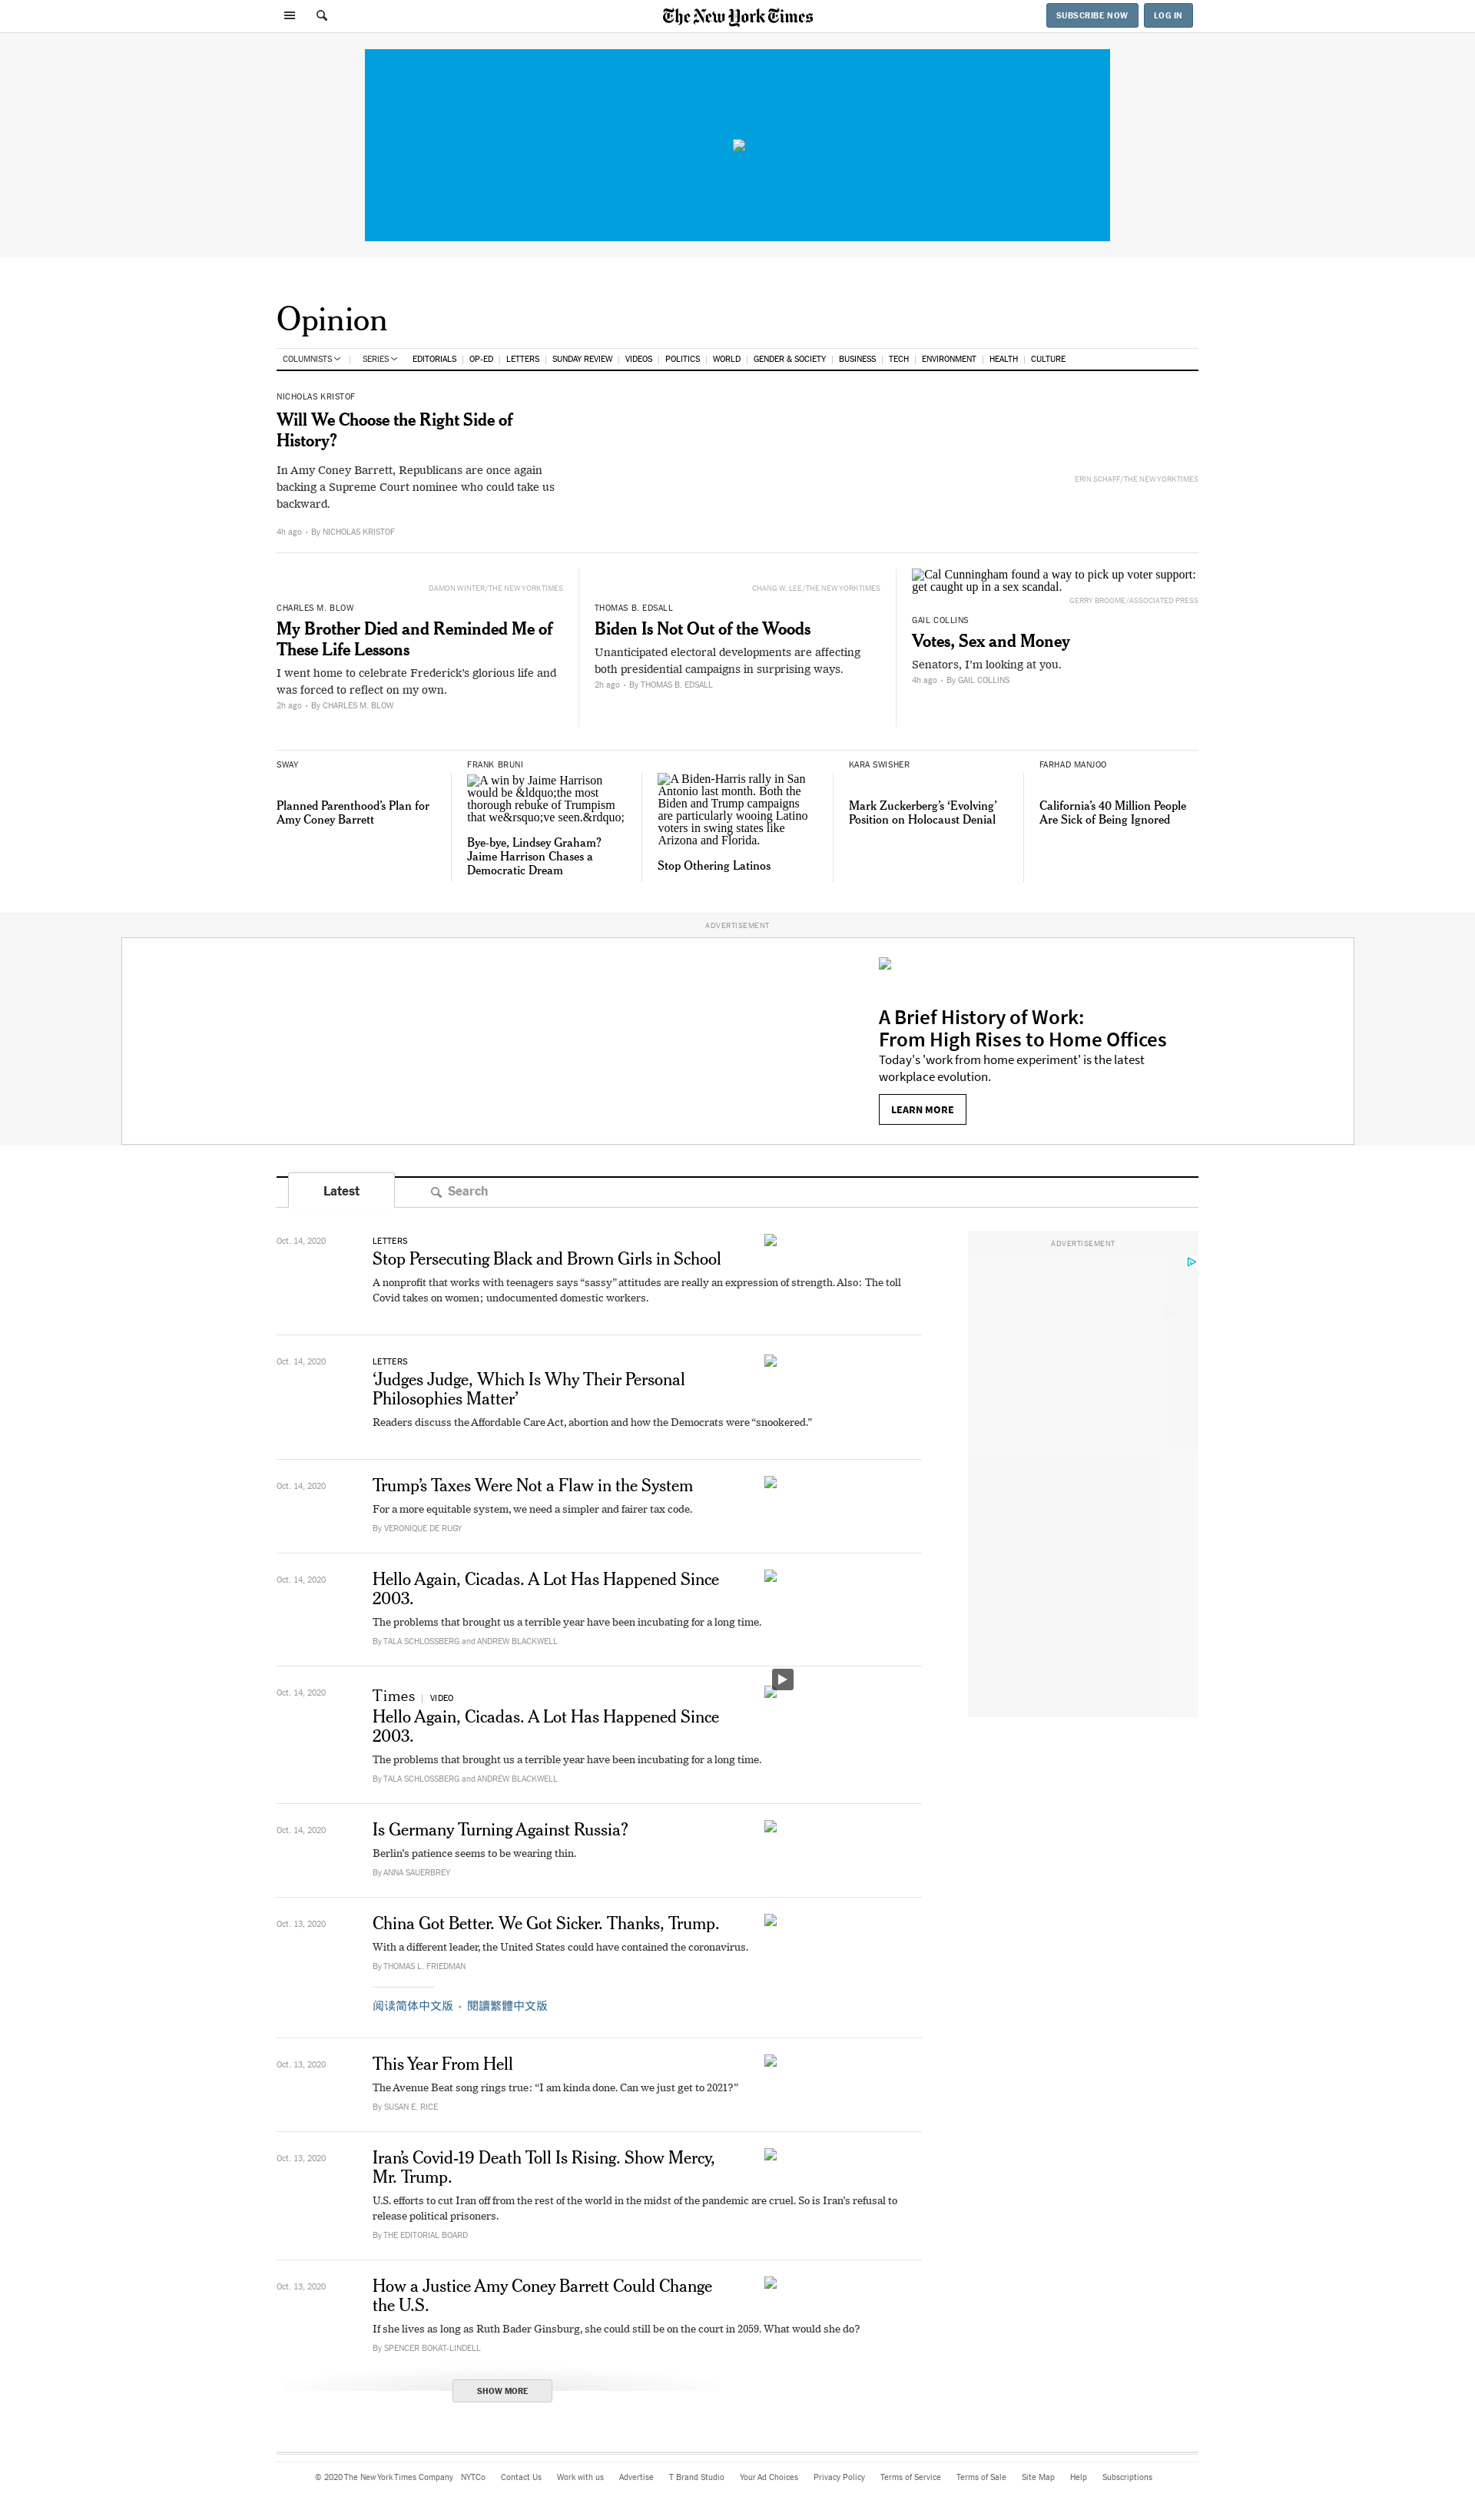 The New York Times
SUBSCRIBE NOW
LOG IN
Opinion
COLUMNISTS | SERIES EDITORIALS | OP-ED | LETTERS | SUNDAY REVIEW | VIDEOS | POLITICS | WORLD | GENDER & SOCIETY | BUSINESS | TECH | ENVIRONMENT | HEALTH | CULTURE
NICHOLAS KRISTOF
Will We Choose the Right Side of
History?
In Amy Coney Barrett, Republicans are once again
backing a Supreme Court nominee who could take us
backward.
4h ago • By NICHOLAS KRISTOF
ERIN SCHAFF/THE NEW YORK TIMES
DAMON WINTER/THE NEW YORK TIMES
CHARLES M. BLOW
My Brother Died and Reminded Me of
These Life Lessons
I went home to celebrate Frederick's glorious life and
was forced to reflect on my own.
2h ago • By CHARLES M. BLOW
CHANG W. LEE/THE NEW YORK TIMES
THOMAS B. EDSALL
Biden Is Not Out of the Woods
Unanticipated electoral developments are affecting
both presidential campaigns in surprising ways.
2h ago • By THOMAS B. EDSALL
Cal Cunningham found a way to pick up voter support:
get caught up in a sex scandal.
GERRY BROOME/ASSOCIATED PRESS
GAIL COLLINS
Votes, Sex and Money
Senators, I'm looking at you.
4h ago • By GAIL COLLINS
SWAY
Planned Parenthood’s Plan for
Amy Coney Barrett
FRANK BRUNI
A win by Jaime Harrison
would be &ldquo;the most
thorough rebuke of Trumpism
that we&rsquo;ve seen.&rdquo;
Bye-bye, Lindsey Graham?
Jaime Harrison Chases a
Democratic Dream
A Biden-Harris rally in San
Antonio last month. Both the
Biden and Trump campaigns
are particularly wooing Latino
voters in swing states like
Arizona and Florida.
Stop Othering Latinos
KARA SWISHER
Mark Zuckerberg’s ‘Evolving’
Position on Holocaust Denial
FARHAD MANJOO
California’s 40 Million People
Are Sick of Being Ignored
ADVERTISEMENT
A Brief History of Work:
From High Rises to Home Offices
Today's 'work from home experiment' is the latest
workplace evolution.
LEARN MORE
Latest
Search
ADVERTISEMENT
Oct. 14, 2020
LETTERS
Stop Persecuting Black and Brown Girls in School
A nonprofit that works with teenagers says “sassy” attitudes are really an expression of strength. Also: The toll
Covid takes on women; undocumented domestic workers.
Oct. 14, 2020
LETTERS
‘Judges Judge, Which Is Why Their Personal
Philosophies Matter’
Readers discuss the Affordable Care Act, abortion and how the Democrats were “snookered.”
Oct. 14, 2020
Trump’s Taxes Were Not a Flaw in the System
For a more equitable system, we need a simpler and fairer tax code.
By VERONIQUE DE RUGY
Oct. 14, 2020
Hello Again, Cicadas. A Lot Has Happened Since
2003.
The problems that brought us a terrible year have been incubating for a long time.
By TALA SCHLOSSBERG and ANDREW BLACKWELL
Oct. 14, 2020
Times | VIDEO
Hello Again, Cicadas. A Lot Has Happened Since
2003.
The problems that brought us a terrible year have been incubating for a long time.
By TALA SCHLOSSBERG and ANDREW BLACKWELL
Oct. 14, 2020
Is Germany Turning Against Russia?
Berlin’s patience seems to be wearing thin.
By ANNA SAUERBREY
Oct. 13, 2020
China Got Better. We Got Sicker. Thanks, Trump.
With a different leader, the United States could have contained the coronavirus.
By THOMAS L. FRIEDMAN
阅读简体中文版 • 閱讀繁體中文版
Oct. 13, 2020
This Year From Hell
The Avenue Beat song rings true: “I am kinda done. Can we just get to 2021?”
By SUSAN E. RICE
Oct. 13, 2020
Iran’s Covid-19 Death Toll Is Rising. Show Mercy,
Mr. Trump.
U.S. efforts to cut Iran off from the rest of the world in the midst of the pandemic are cruel. So is Iran’s refusal to
release political prisoners.
By THE EDITORIAL BOARD
Oct. 13, 2020
How a Justice Amy Coney Barrett Could Change
the U.S.
If she lives as long as Ruth Bader Ginsburg, she could still be on the court in 2059. What would she do?
By SPENCER BOKAT-LINDELL
SHOW MORE
© 2020 The New York Times Company NYTCo Contact Us Work with us Advertise T Brand Studio Your Ad Choices Privacy Policy Terms of Service Terms of Sale Site Map Help Subscriptions